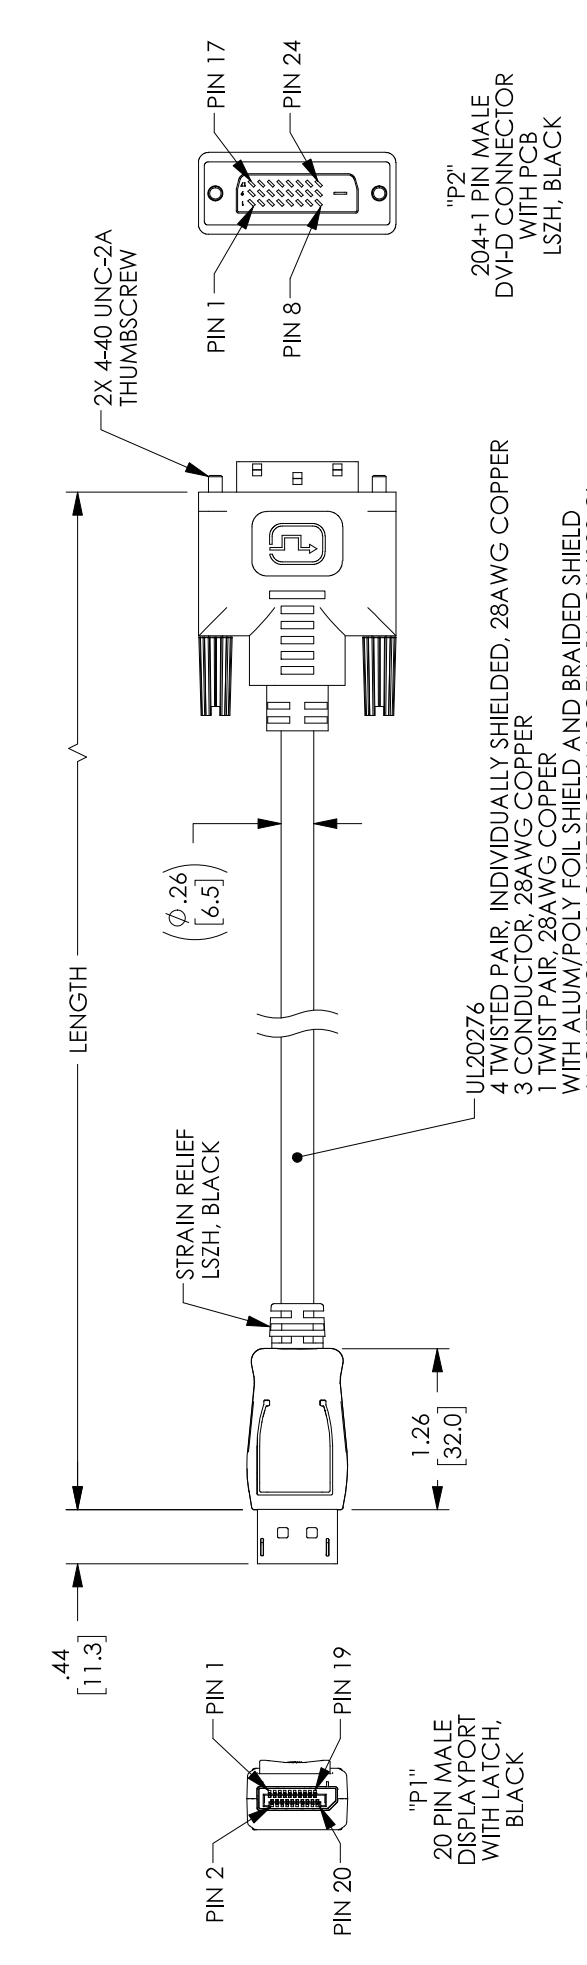 .44
[11.3]
LENGTH
2X 4-40 UNC-2A
THUMBSCREW
STRAIN RELIEF
LSZH, BLACK
(Ø.26
[6.5])
PIN 2
PIN 1
PIN 20
PIN 19
PIN 1
PIN 17
PIN 8
PIN 24
1.26
[32.0]
"P1"
20 PIN MALE
DISPLAYPORT
WITH LATCH,
BLACK
UL20276
4 TWISTED PAIR, INDIVIDUALLY SHIELDED, 28AWG COPPER
3 CONDUCTOR, 28AWG COPPER
1 TWIST PAIR, 28AWG COPPER
WITH ALUM/POLY FOIL SHIELD AND BRAIDED SHIELD
"P2"
204+1 PIN MALE
DVI-D CONNECTOR
WITH PCB
LSZH, BLACK